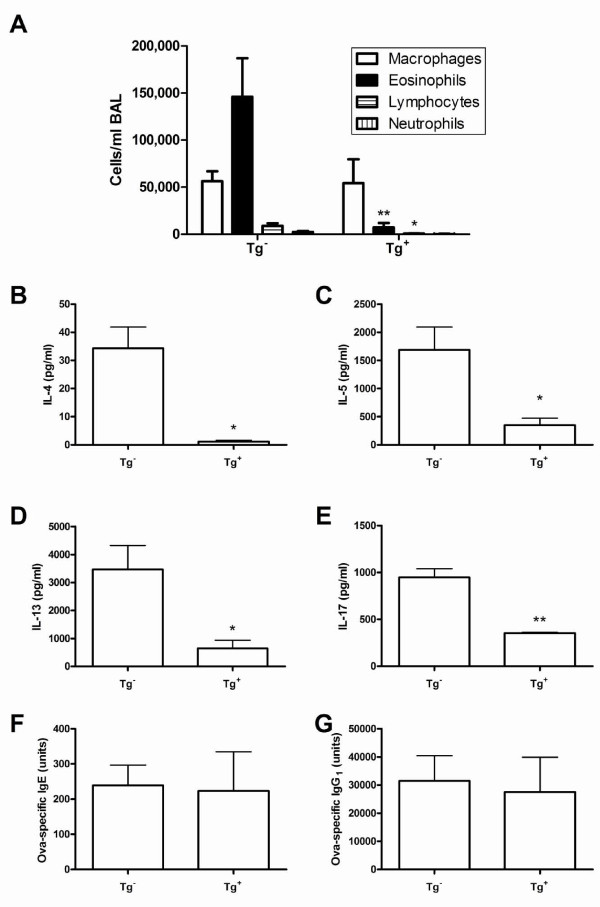 A
Cells/ml BAL
200,000
150,000
100,000
50,000
0
Macrophages
Eosinophils
Lymphocytes
Neutrophils
**
*
Tg-
Tg+
B
IL-4 (pg/ml)
40
30
20
10
0
*
Tg-
Tg+
C
IL-5 (pg/ml)
2500
2000
1500
1000
500
0
*
Tg-
Tg+
D
IL-13 (pg/ml)
5000
4000
3000
2000
1000
0
*
Tg-
Tg+
E
IL-17 (pg/ml)
1500
1000
500
0
**
Tg-
Tg+
F
Ova-specific IgE (units)
400
300
200
100
0
Tg-
Tg+
G
Ova-specific IgG1 (units)
50000
40000
30000
20000
10000
0
Tg-
Tg+